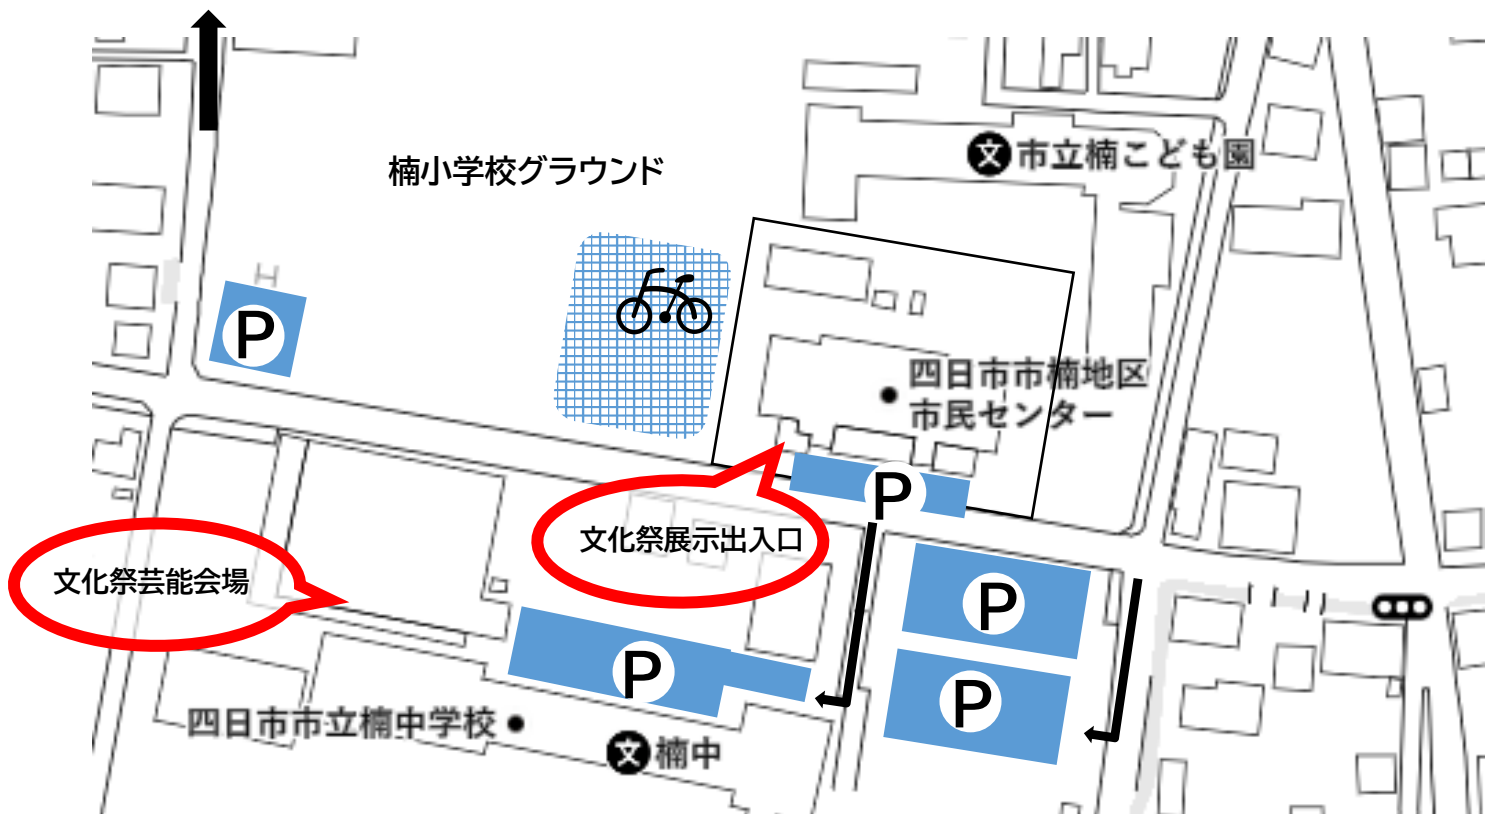 楠小学校グラウンド
文市立楠こども園
P
四日市市楠地区
市民センター
P
文化祭展示出入口
文化祭芸能会場
P
P
P
四日市市立楠中学校
文楠中